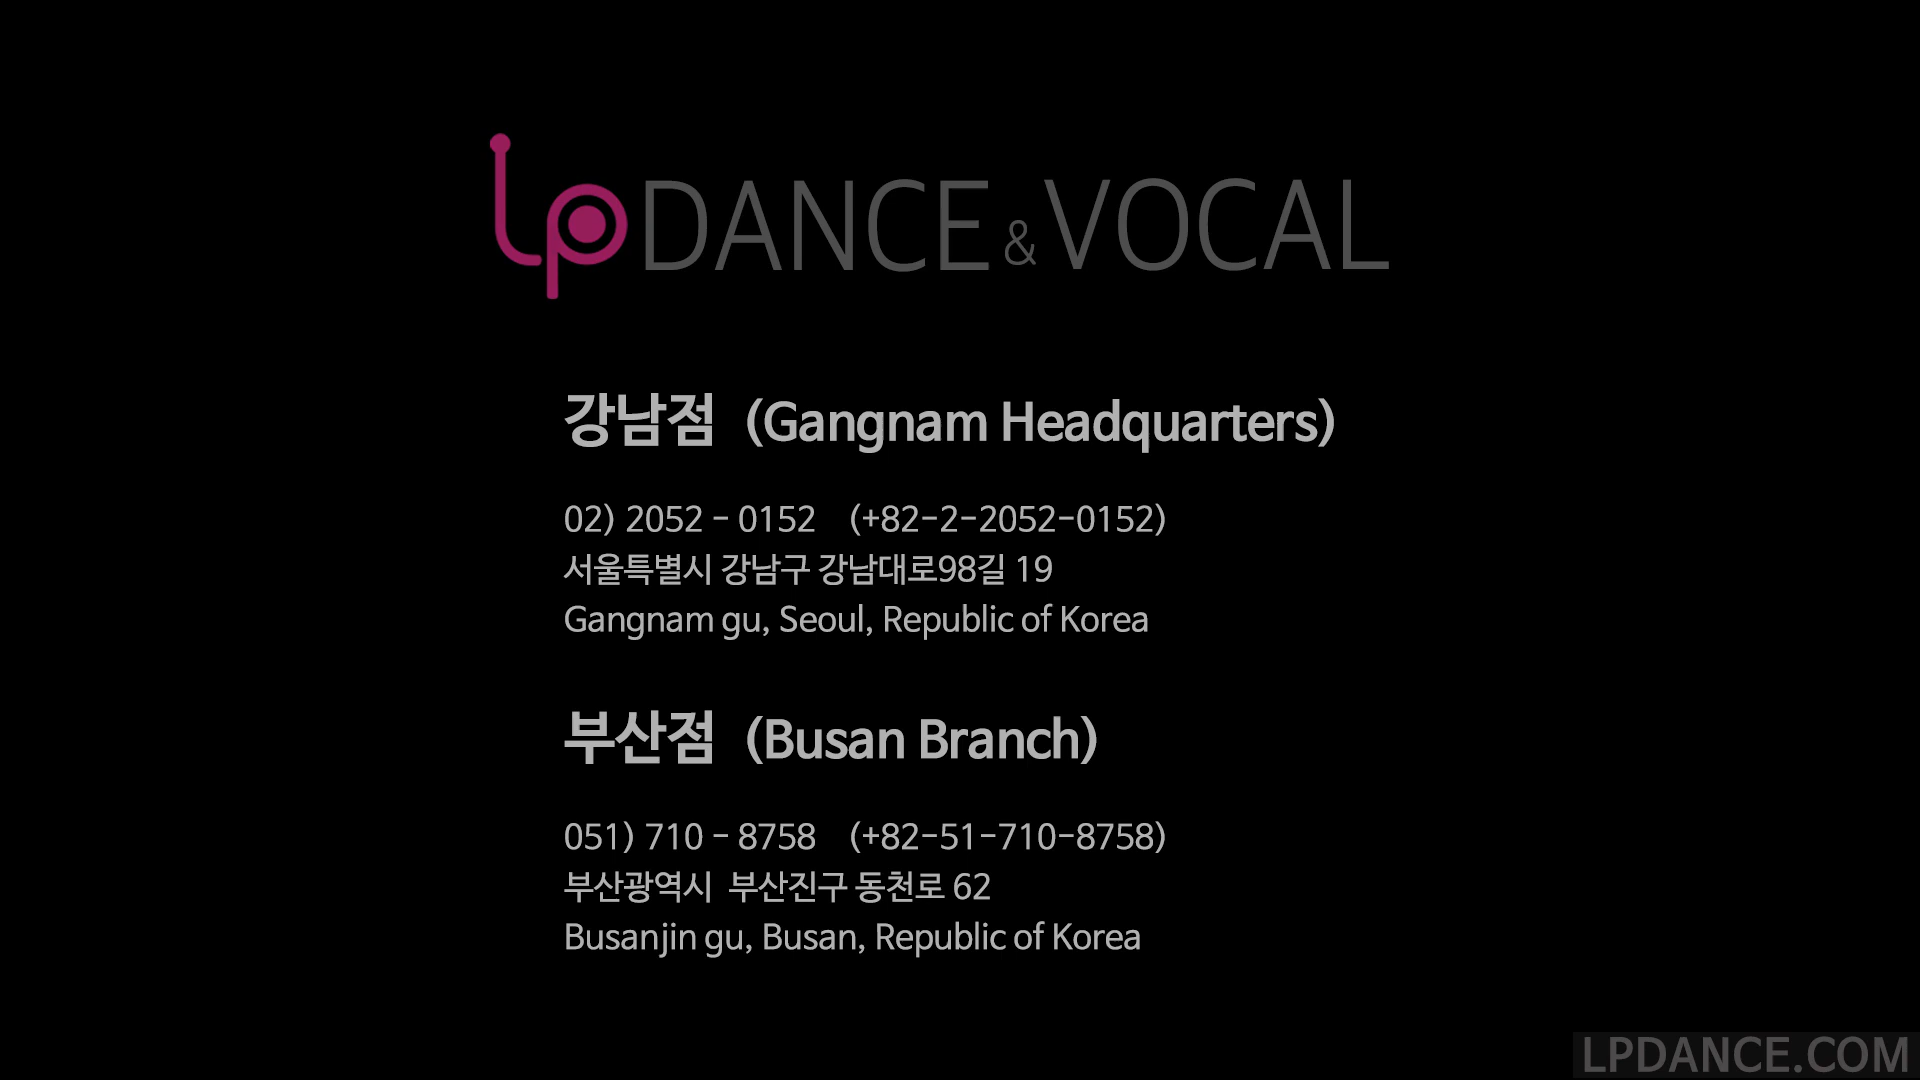 Lp DANCE & VOCAL
강남점 (Gangnam Headquarters)
02) 2052 - 0152 (+82-2-2052-0152)
서울특별시 강남구 강남대로98길 19
Gangnam gu, Seoul, Republic of Korea
부산점 (Busan Branch)
051) 710 - 8758 (+82-51-710-8758)
부산광역시 부산진구 동천로 62
Busanjin gu, Busan, Republic of Korea
LPDANCE.COM